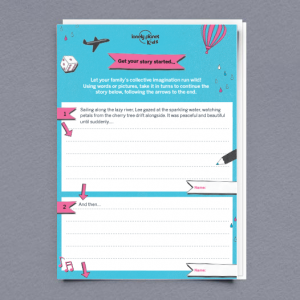 lonely planet
kids
Get your story started...
Let your family's collective imagination run wild!
Using words or pictures, take it in turns to continue the
story below, following the arrows to the end.
1
Sailing along the lazy river, Lee gazed at the sparkling water, watching
petals from the cherry tree drift alongside. It was peaceful and beautiful
until suddenly...
Name:
2
And then...
Name: